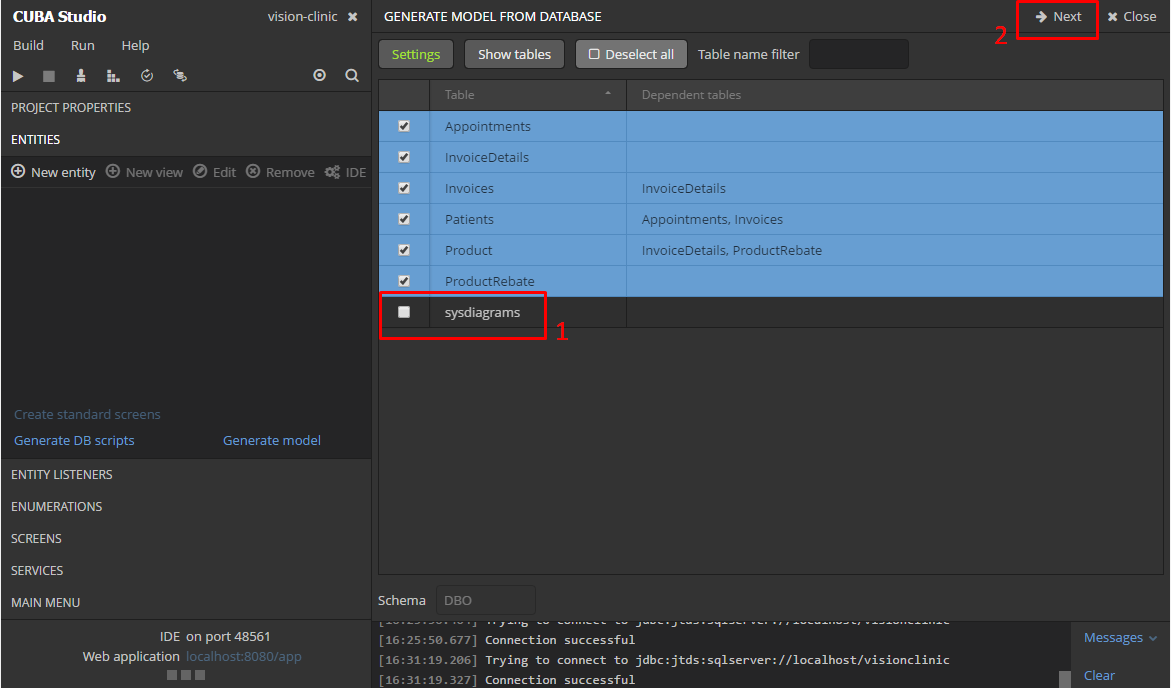 CUBA Studio
vision-clinic
Build Run Help
PROJECT PROPERTIES
ENTITIES
New entity New view Edit Remove IDE
Create standard screens
Generate DB scripts Generate model
ENTITY LISTENERS
ENUMERATIONS
SCREENS
SERVICES
MAIN MENU
IDE on port 48561
Web application localhost:8080/app
GENERATE MODEL FROM DATABASE
2
Next Close
Settings Show tables Deselect all Table name filter
Table Dependent tables
Appointments
InvoiceDetails
Invoices InvoiceDetails
Patients Appointments, Invoices
Product InvoiceDetails, ProductRebate
ProductRebate
sysdiagrams
1
Schema DBO
Trying to connect to jdbc:jtds:sqlserver://localhost/visionclinic
[16:25:50.677] Connection successful
[16:31:19.206] Trying to connect to jdbc:jtds:sqlserver://localhost/visionclinic
[16:31:19.327] Connection successful
Messages
Clear